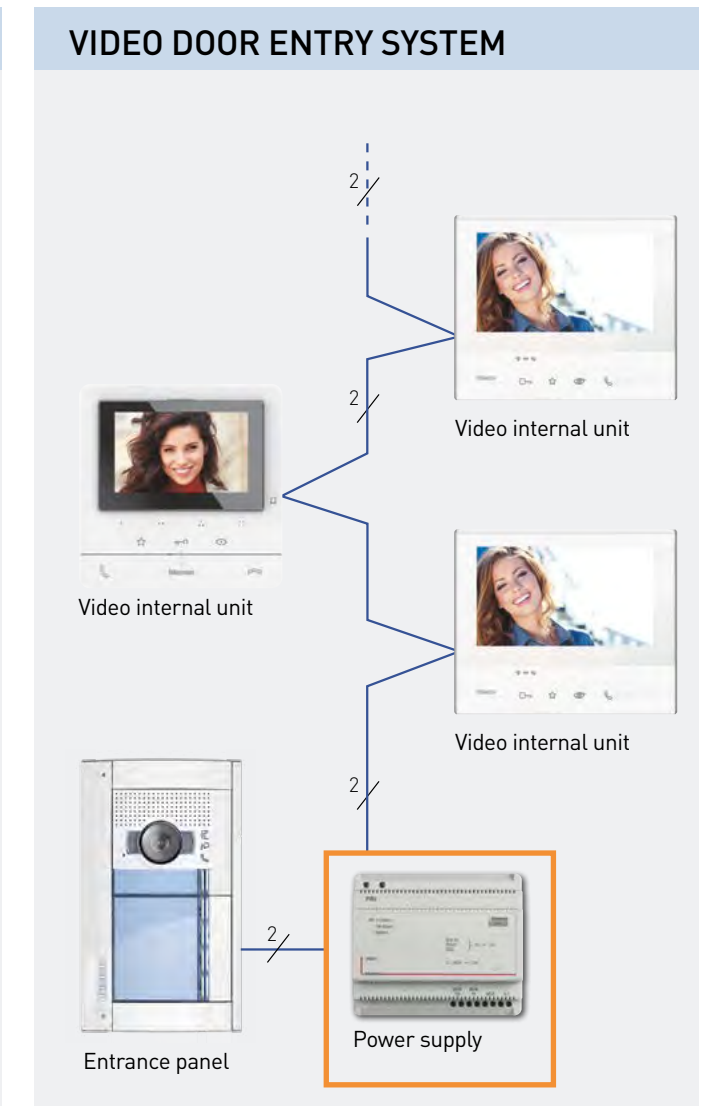 VIDEO DOOR ENTRY SYSTEM
2
Video internal unit
2
Video internal unit
Video internal unit
2
2
Entrance panel
Power supply